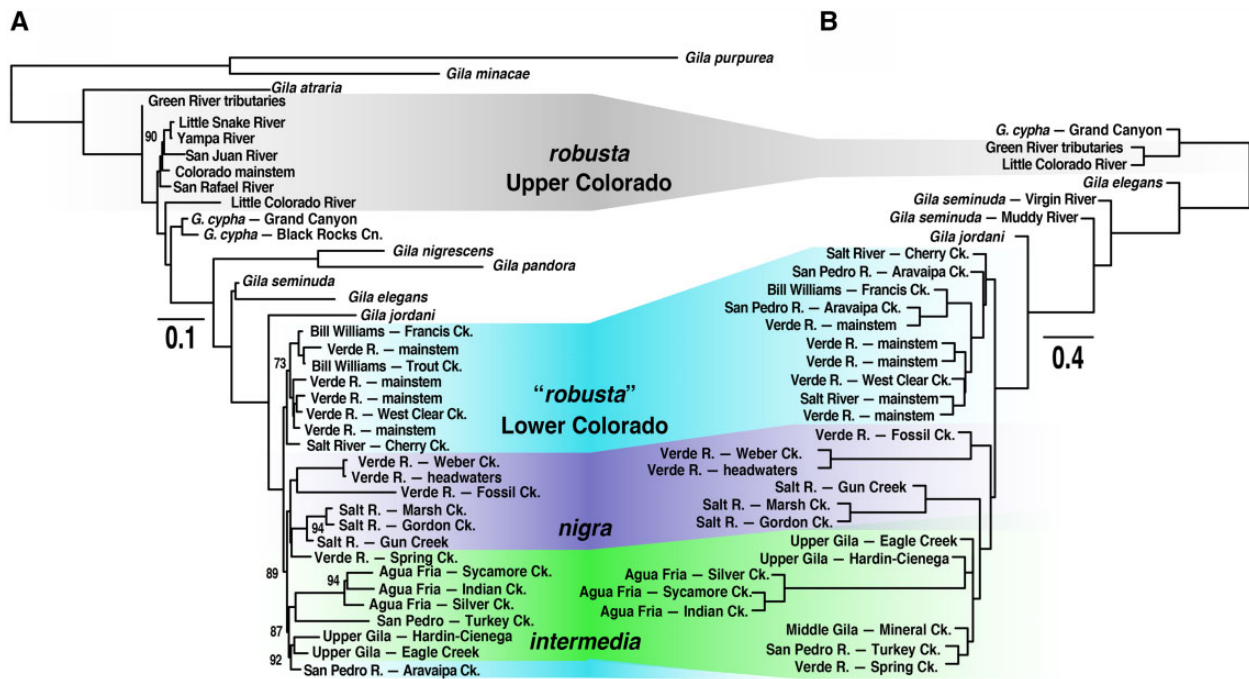 A
B
Gila purpurea
Gila minacae
Gila atraria
Green River tributaries
90
Little Snake River
Yampa River
San Juan River
Colorado mainstem
San Rafael River
Little Colorado River
G. cypha — Grand Canyon
G. cypha — Black Rocks Cn.
Gila nigrescens
Gila pandora
Gila seminuda
Gila elegans
Gila jordani
0.1
Bill Williams — Francis Ck.
Verde R. — mainstem
73
Bill Williams — Trout Ck.
Verde R. — mainstem
Verde R. — mainstem
Verde R. — West Clear Ck.
Verde R. — mainstem
Salt River — Cherry Ck.
Verde R. — Weber Ck.
Verde R. — headwaters
Verde R. — Fossil Ck.
Salt R. — Marsh Ck.
94
Salt R. — Gordon Ck.
Salt R. — Gun Creek
Verde R. — Spring Ck.
89
94
Agua Fria — Sycamore Ck.
Agua Fria — Indian Ck.
Agua Fria — Silver Ck.
San Pedro — Turkey Ck.
87
Upper Gila — Hardin-Cienega
Upper Gila — Eagle Creek
92
San Pedro R. — Aravaipa Ck.
robusta
Upper Colorado
“robusta”
Lower Colorado
nigra
intermedia
G. cypha — Grand Canyon
Green River tributaries
Little Colorado River
Gila elegans
Gila seminuda — Virgin River
Gila seminuda — Muddy River
Gila jordani
Salt River — Cherry Ck.
San Pedro R. — Aravaipa Ck.
Bill Williams — Francis Ck.
San Pedro R. — Aravaipa Ck.
Verde R. — mainstem
0.4
Verde R. — mainstem
Verde R. — mainstem
Verde R. — West Clear Ck.
Salt River — mainstem
Verde R. — mainstem
Verde R. — Fossil Ck.
Verde R. — Weber Ck.
Verde R. — headwaters
Salt R. — Gun Creek
Salt R. — Marsh Ck.
Salt R. — Gordon Ck.
Upper Gila — Eagle Creek
Upper Gila — Hardin-Cienega
Agua Fria — Silver Ck.
Agua Fria — Sycamore Ck.
Agua Fria — Indian Ck.
Middle Gila — Mineral Ck.
San Pedro R. — Turkey Ck.
Verde R. — Spring Ck.